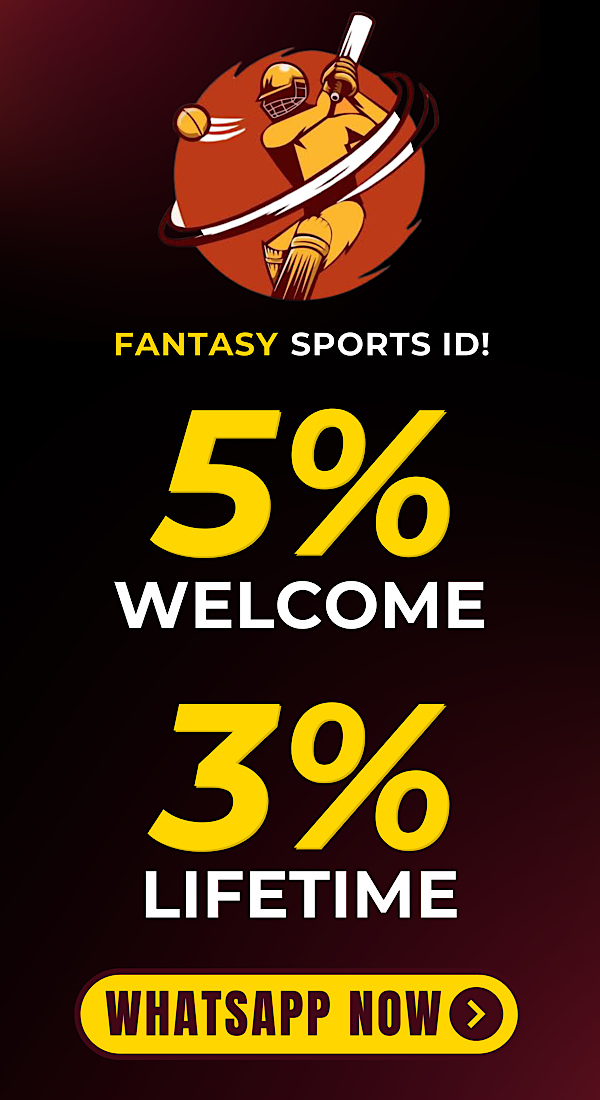 FANTASY SPORTS ID!
5%
WELCOME
3%
LIFETIME
WHATSAPP NOW